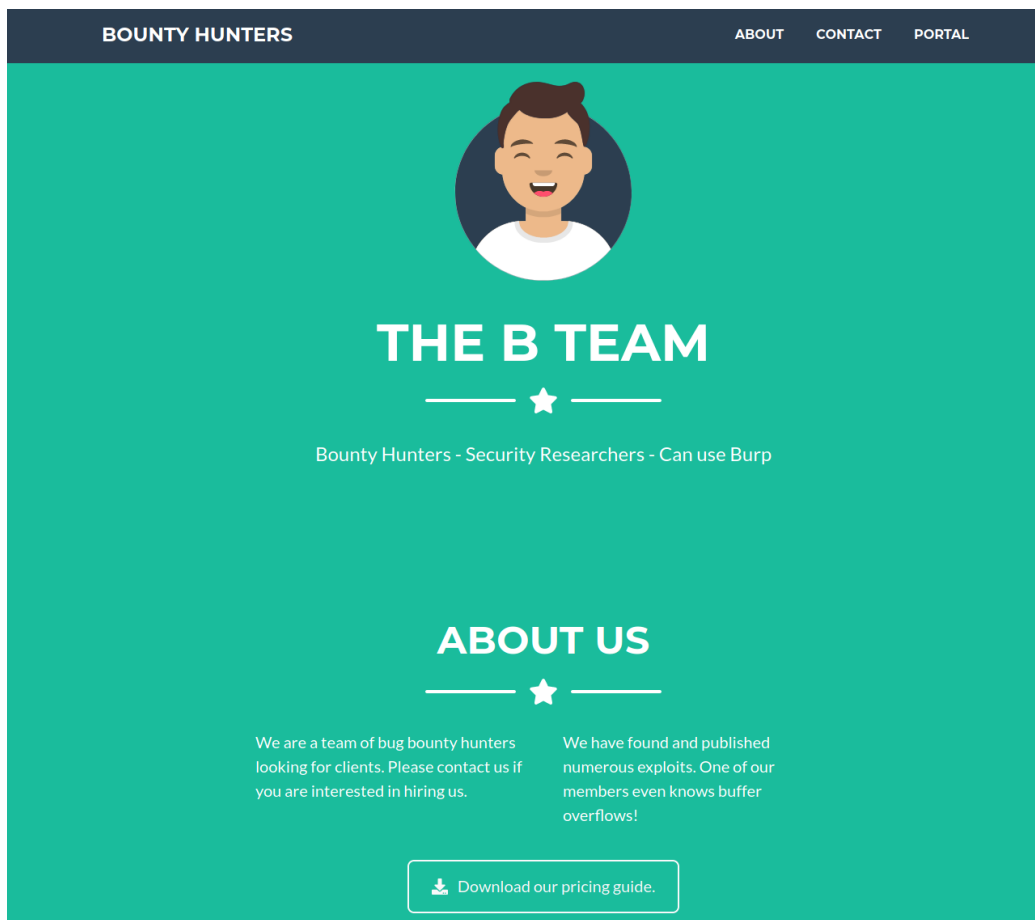 BOUNTY HUNTERS
ABOUT CONTACT PORTAL
THE B TEAM
Bounty Hunters - Security Researchers - Can use Burp
ABOUT US
We are a team of bug bounty hunters
looking for clients. Please contact us if
you are interested in hiring us.
We have found and published
numerous exploits. One of our
members even knows buffer
overflows!
Download our pricing guide.